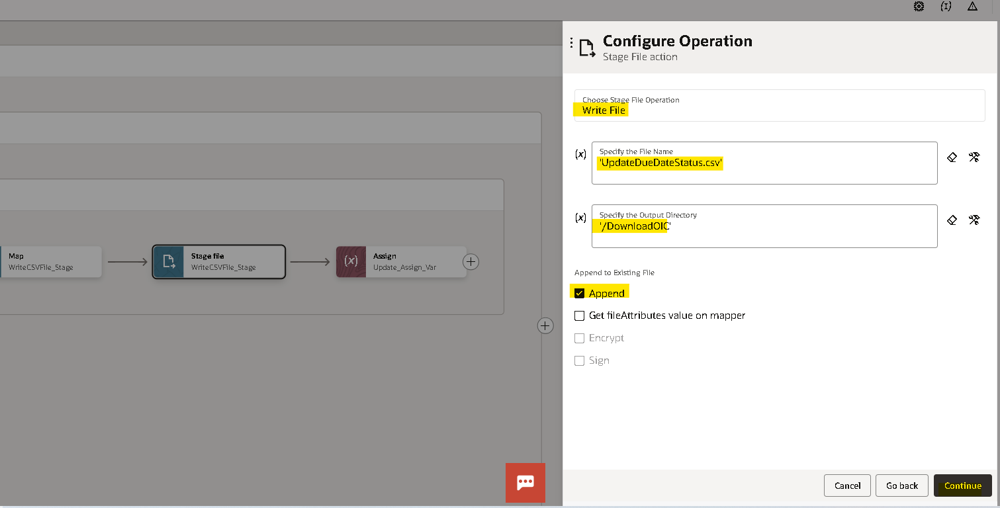 Configure Operation
Stage File action
Choose Stage File Operation
Write File
(x)
Specify the File Name
'UpdateDueDateStatus.csv'
(x)
Specify the Output Directory
'/DownloadOIC'
Map
WriteCSVFile_Stage
Stage file
WriteCSVFile_Stage
(x)
Assign
Update_Assign_Var
Append to Existing File
Append
Get fileAttributes value on mapper
Encrypt
Sign
Cancel
Go back
Continue